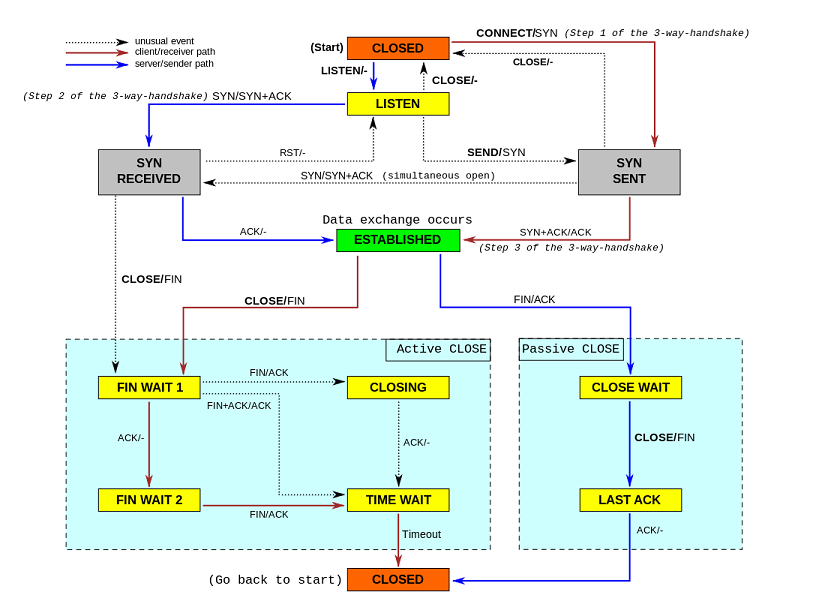 unusual event
client/receiver path
server/sender path
(Start)
CLOSED
CONNECT/SYN (Step 1 of the 3-way-handshake)
CLOSE/-
LISTEN/-
CLOSE/-
(Step 2 of the 3-way-handshake) SYN/SYN+ACK
LISTEN
RST/-
SEND/SYN
SYN
RECEIVED
SYN
SENT
SYN/SYN+ACK (simultaneous open)
Data exchange occurs
ACK/-
ESTABLISHED
SYN+ACK/ACK
(Step 3 of the 3-way-handshake)
CLOSE/FIN
CLOSE/FIN
FIN/ACK
Active CLOSE
Passive CLOSE
FIN WAIT 1
FIN/ACK
CLOSING
CLOSE WAIT
FIN+ACK/ACK
ACK/-
ACK/-
CLOSE/FIN
FIN WAIT 2
FIN/ACK
TIME WAIT
LAST ACK
Timeout
ACK/-
(Go back to start)
CLOSED